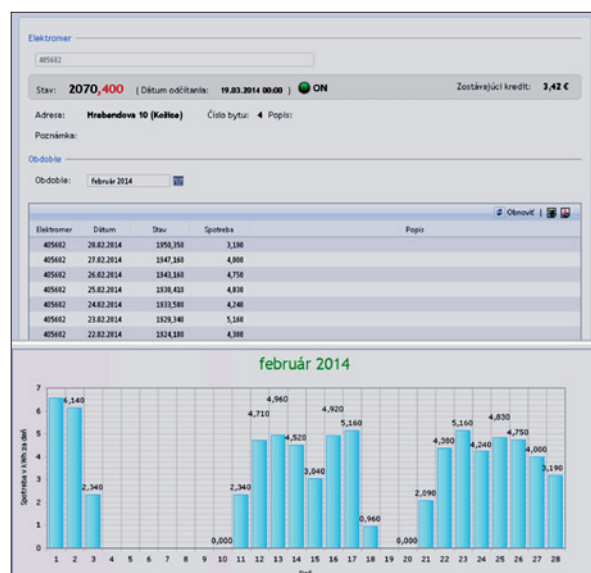 Elektromer
405602
Stav: 2070,400 ( Dátum odčítania: 19.03.2014 00:00 ) ON Zostávajúci kredit: 3,42 €
Adresa: Hrebendova 10 (Košice) Číslo bytu: 4 Popis:
Poznámka:
Obdobie
Obdobie: február 2014
Obnoviť |
Elektromer Dátum Stav Spotreba Popis
405602 28.02.2014 1950,350 3,190
405602 27.02.2014 1947,160 4,000
405602 26.02.2014 1943,160 4,750
405602 25.02.2014 1938,410 4,830
405602 24.02.2014 1933,580 4,240
405602 23.02.2014 1929,340 5,160
405602 22.02.2014 1924,180 4,380
február 2014
Spotreba v kWh za deň
7
6
5
4
3
2
1
0
6,140 2,340 0,000 2,340 4,710 4,960 4,520 3,040 4,920 5,160 0,960 0,000 2,090 4,380 5,160 4,240 4,830 4,750 4,000 3,190
1 2 3 4 5 6 7 8 9 10 11 12 13 14 15 16 17 18 19 20 21 22 23 24 25 26 27 28